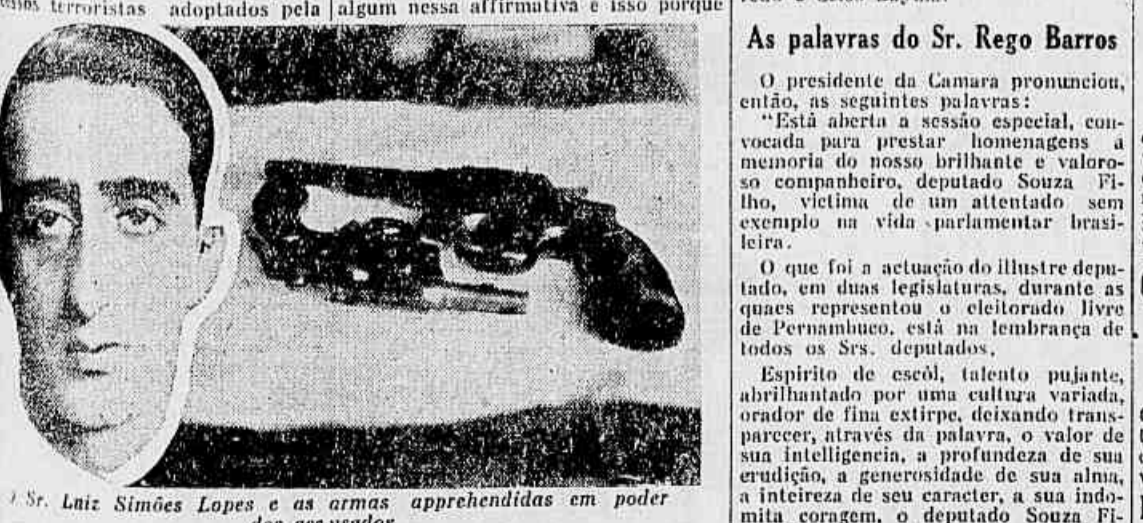 terroristas adoptados pela
algum nessa affirmativa e isso porque
Sr. Luiz Simões Lopes e as armas apprehendidas em poder
As palavras do Sr. Rego Barros
O presidente da Camara pronunciou,
então, as seguintes palavras:
"Está aberta a sessão especial, con-
vocada para prestar homenagens á
memoria do nosso brilhante e valoro-
so companheiro, deputado Souza Fi-
lho, victima de um attentado sem
exemplo na vida parlamentar brasi-
leira.
O que foi a actuação do illustre depu-
tado, em duas legislaturas, durante as
quaes representou o eleitorado livre
de Pernambuco, está na lembrança de
todos os Srs. deputados.
Espirito de escól, talento pujante,
abrilhantado por uma cultura variada,
orador de fina extirpe, deixando trans-
parecer, através da palavra, o valor de
sua intelligencia, a profundeza de sua
erudição, a generosidade de sua alma,
a inteireza de seu caracter, a sua indo-
mita coragem, o deputado Souza Fi-